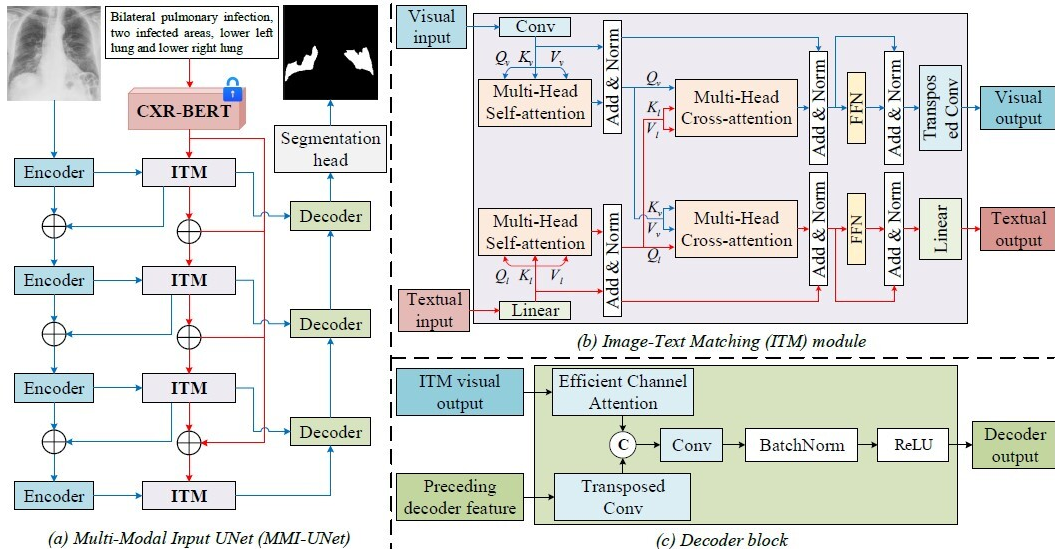 Bilateral pulmonary infection,
two infected areas, lower left
lung and lower right lung
CXR-BERT
Segmentation
head
Encoder
ITM
Decoder
Encoder
ITM
Decoder
Encoder
ITM
Decoder
Encoder
ITM
(a) Multi-Modal Input UNet (MMI-UNet)
Visual
input
Conv
Qv Kv Vv
Multi-Head
Self-attention
Add & Norm
Qv
Kl
Vl
Multi-Head
Cross-attention
Add & Norm
FFN
Add & Norm
Transpos
ed Conv
Visual
output
Multi-Head
Self-attention
Ql Kl Vl
Add & Norm
Kv
Vv
Ql
Multi-Head
Cross-attention
Add & Norm
FFN
Add & Norm
Linear
Textual
output
Textual
input
Linear
(b) Image-Text Matching (ITM) module
ITM visual
output
Efficient Channel
Attention
C
Conv
BatchNorm
ReLU
Decoder
output
Preceding
decoder feature
Transposed
Conv
(c) Decoder block